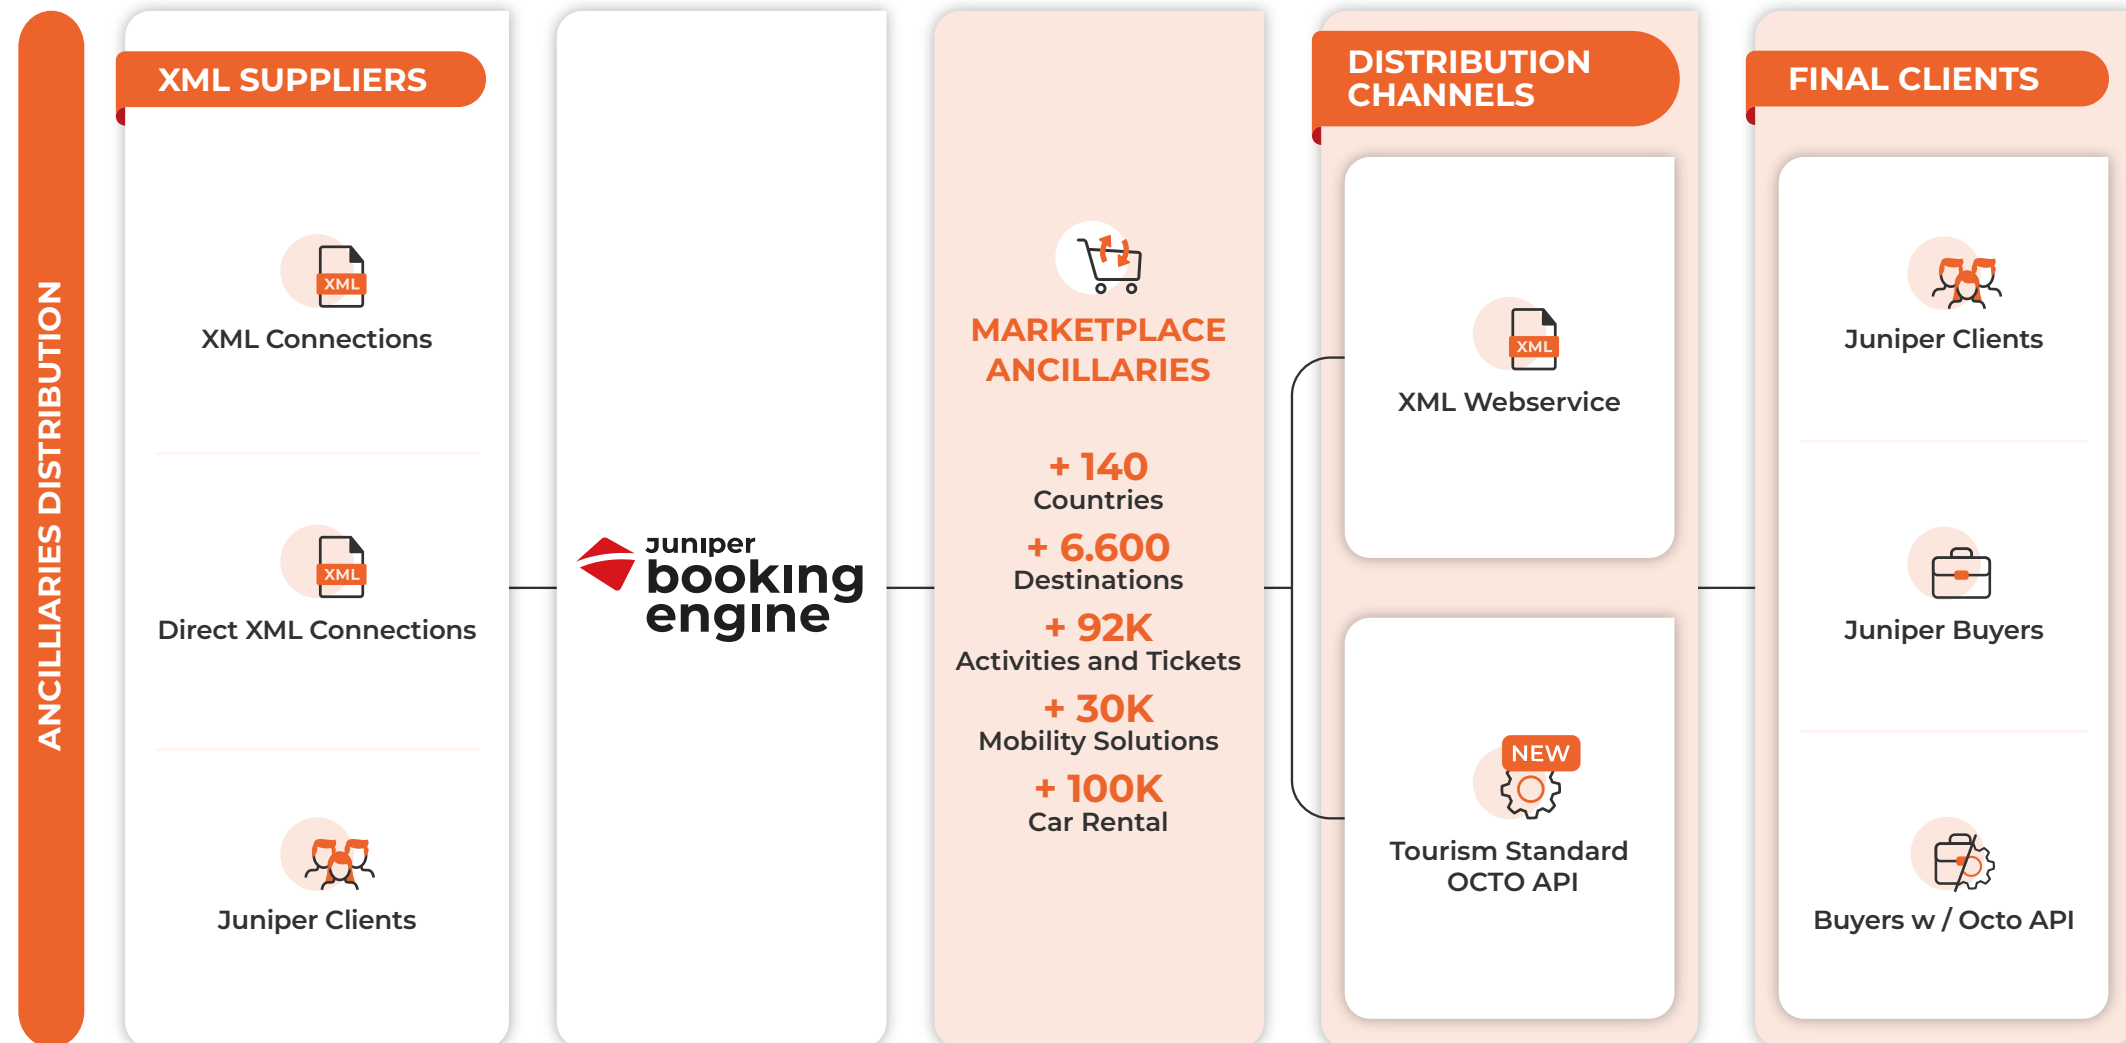 ANCILLIARIES DISTRIBUTION
XML SUPPLIERS
XML
XML Connections
XML
Direct XML Connections
Juniper Clients
Juniper
booking
engine
MARKETPLACE
ANCILLARIES
+ 140
Countries
+ 6.600
Destinations
+ 92K
Activities and Tickets
+ 30K
Mobility Solutions
+ 100K
Car Rental
DISTRIBUTION
CHANNELS
XML
XML Webservice
NEW
Tourism Standard
OCTO API
FINAL CLIENTS
Juniper Clients
Juniper Buyers
Buyers w / Octo API